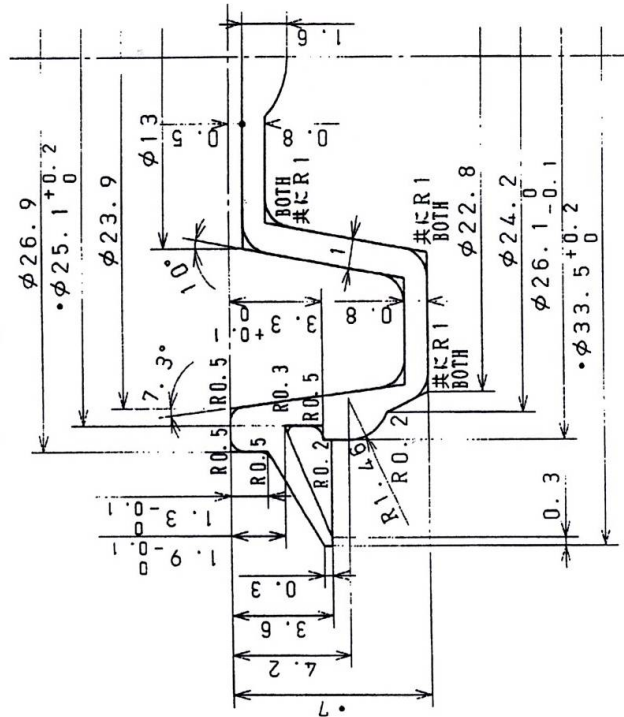 φ26.9
•φ25.1 +0.2 0
φ23.9
φ13
1.6
0.5
0.8
10°
7.3°
R0.5
R0.5
R0.5
R0.3
R0.5
R0.2
3.3 +0.1 0
0.8
1
BOTH
共にR1
共にR1
BOTH
共にR1
BOTH
1.3 0 -0.1
1.9 0 -0.1
0.3
3.6
4.2
•7
R1.46
R0.2
0.3
φ22.8
φ24.2
φ26.1 0 -0.1
•φ33.5 +0.2 0